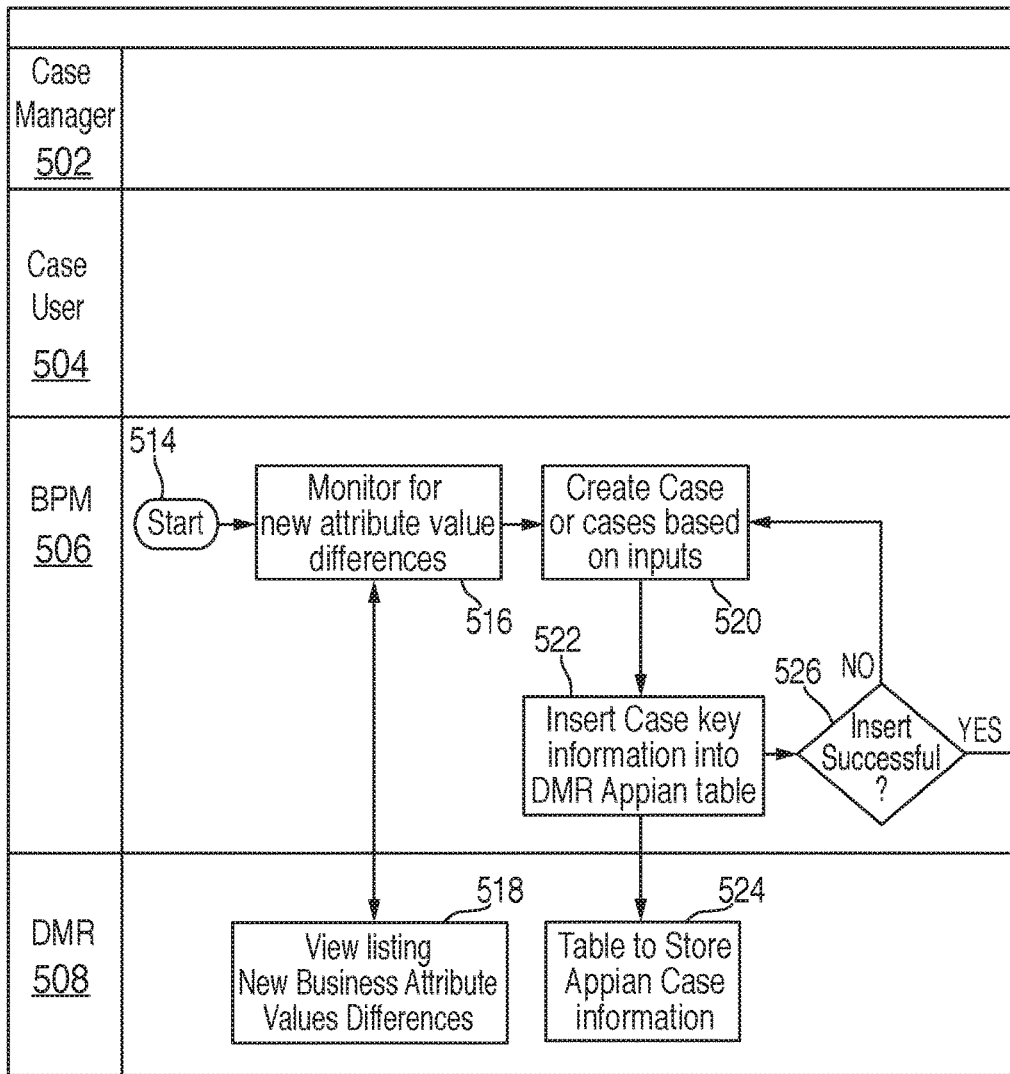 Case
Manager
502
Case
User
504
BPM
506
514
Start
Monitor for
new attribute value
differences
516
Create Case
or cases based
on inputs
520
522
Insert Case key
information into
DMR Appian table
526
NO
Insert
Successful
?
YES
DMR
508
518
View listing
New Business Attribute
Values Differences
524
Table to Store
Appian Case
information